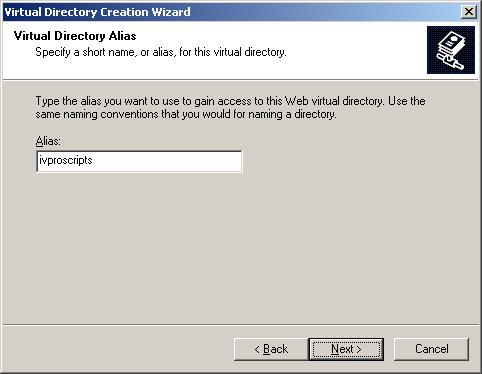 Virtual Directory Creation Wizard
Virtual Directory Alias
Specify a short name, or alias, for this virtual directory.
Type the alias you want to use to gain access to this Web virtual directory. Use the
same naming conventions that you would for naming a directory.
Alias:
ivproscripts
< Back
Next >
Cancel